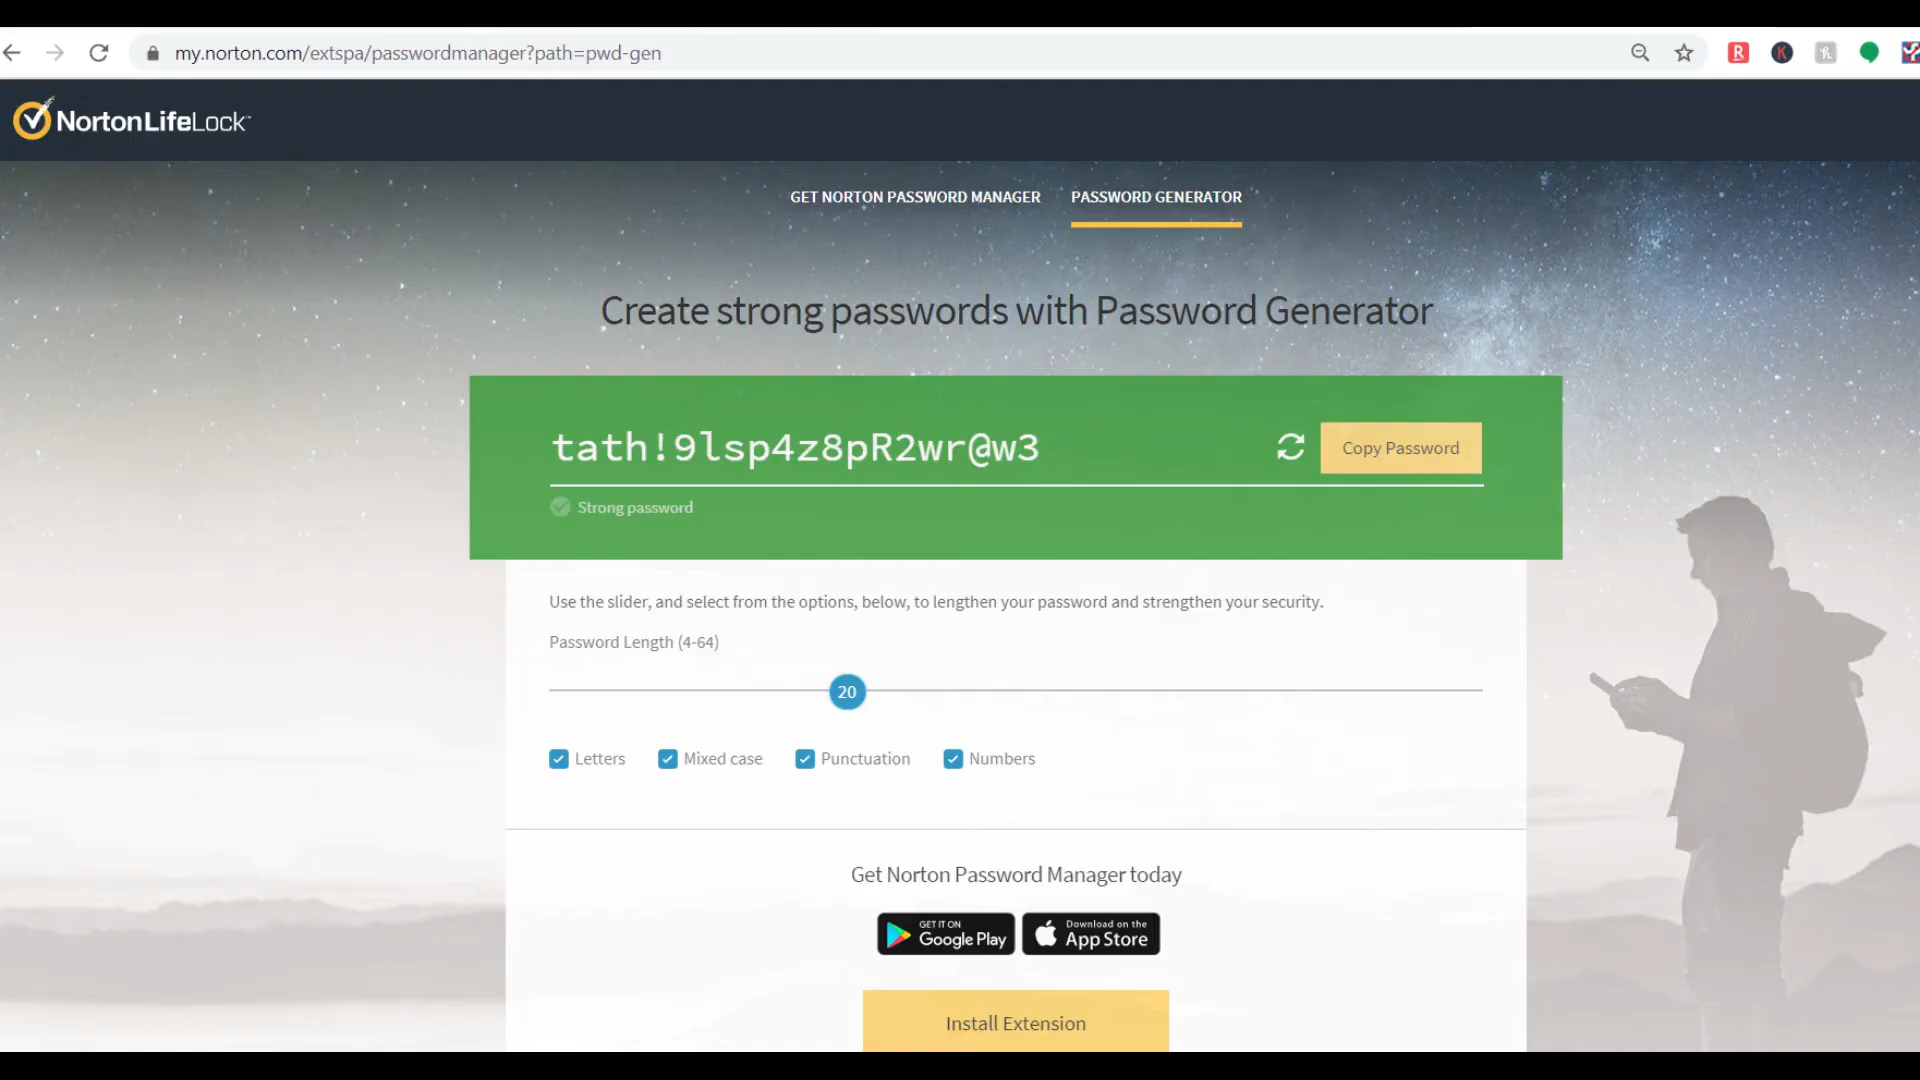 my.norton.com/extspa/passwordmanager?path=pwd-gen
NortonLifeLock
GET NORTON PASSWORD MANAGER PASSWORD GENERATOR
Create strong passwords with Password Generator
tath!9lsp4z8pR2wr@w3
Copy Password
Strong password
Use the slider, and select from the options, below, to lengthen your password and strengthen your security.
Password Length (4-64)
20
Letters Mixed case Punctuation Numbers
Get Norton Password Manager today
GET IT ON
Google Play
Download on the
App Store
Install Extension